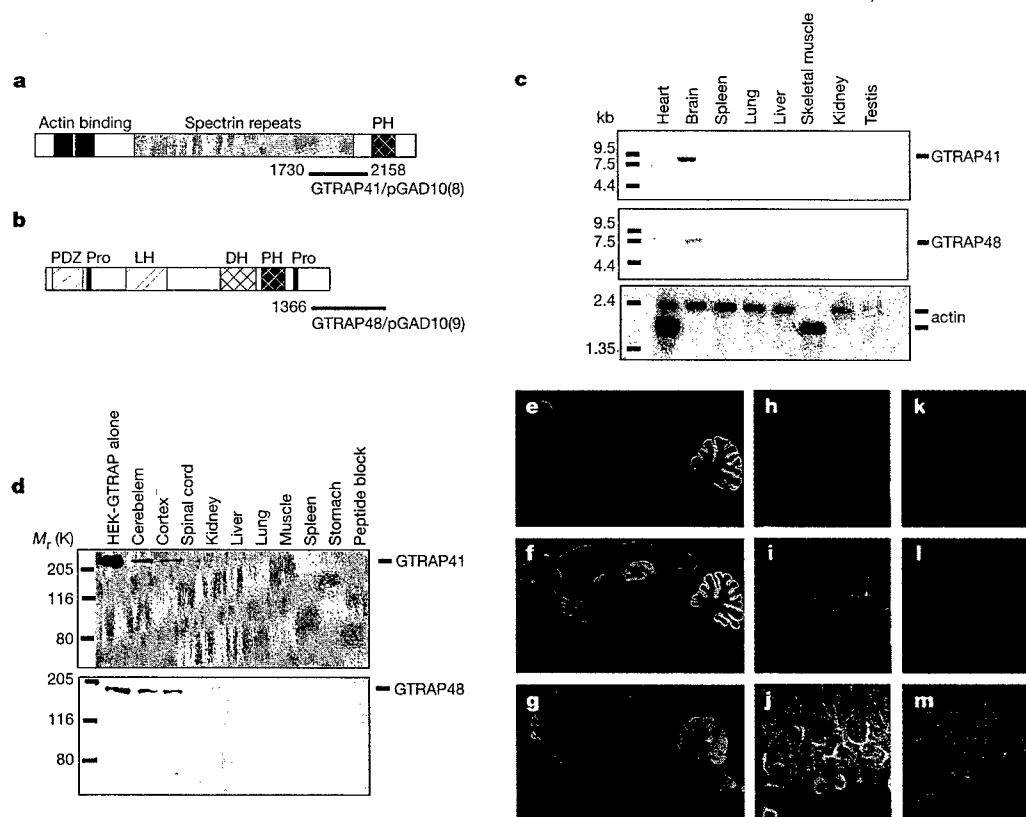 a
Actin binding Spectrin repeats PH
1730 2158
GTRAP41/pGAD10(8)
b
PDZ Pro LH DH PH Pro
1366
GTRAP48/pGAD10(9)
c
kb
Heart
Brain
Spleen
Lung
Liver
Skeletal muscle
Kidney
Testis
9.5
7.5
4.4
GTRAP41
9.5
7.5
4.4
GTRAP48
2.4
1.35
actin
d
Mr (K)
HEK-GTRAP alone
Cerebelem
Cortex
Spinal cord
Kidney
Liver
Lung
Muscle
Spleen
Stomach
Peptide block
205
116
80
GTRAP41
205
116
80
GTRAP48
e h k
f i l
g j m